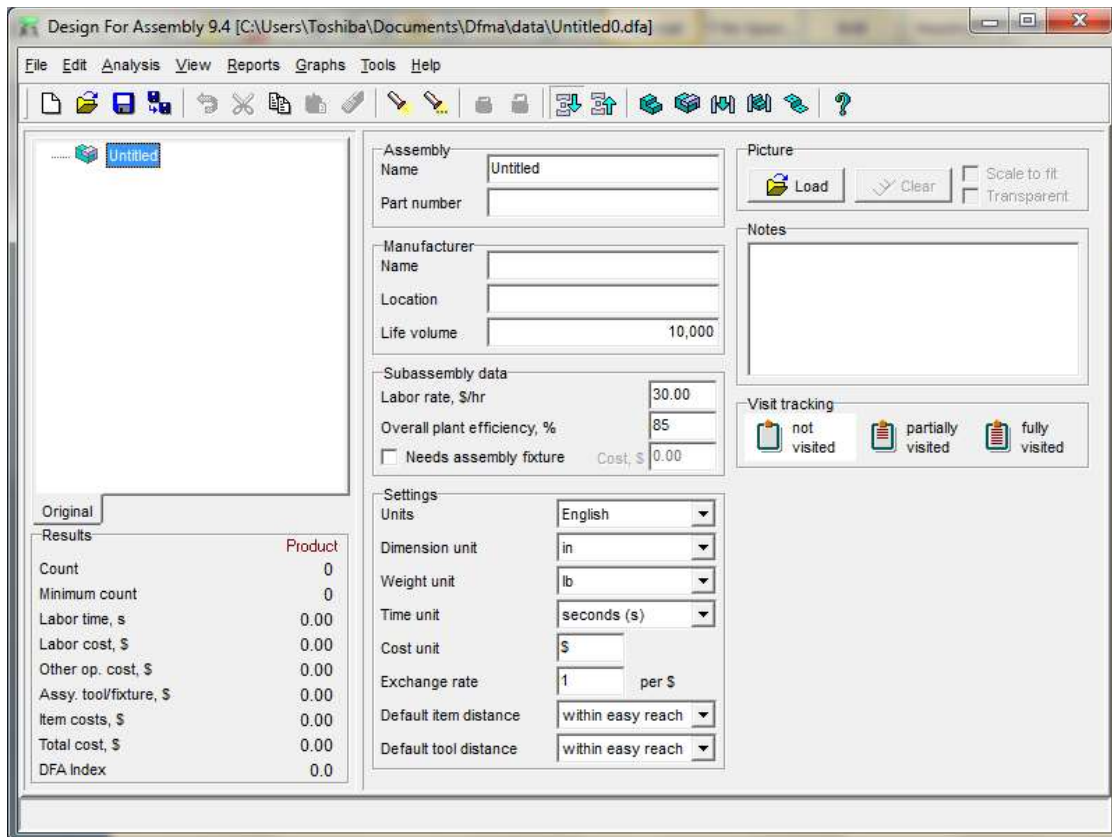 Design For Assembly 9.4 [C:\Users\Toshiba\Documents\Dfma\data\Untitled0.dfa]
File Edit Analysis View Reports Graphs Tools Help
Untitled
Original
Results
Product
Count 0
Minimum count 0
Labor time, s 0.00
Labor cost, $ 0.00
Other op. cost, $ 0.00
Assy. tool/fixture, $ 0.00
Item costs, $ 0.00
Total cost, $ 0.00
DFA Index 0.0
Assembly
Name Untitled
Part number
Manufacturer
Name
Location
Life volume 10,000
Subassembly data
Labor rate, $/hr 30.00
Overall plant efficiency, % 85
Needs assembly fixture Cost, $ 0.00
Settings
Units English
Dimension unit in
Weight unit lb
Time unit seconds (s)
Cost unit $
Exchange rate 1 per $
Default item distance within easy reach
Default tool distance within easy reach
Picture
Load Clear Scale to fit
Transparent
Notes
Visit tracking
not visited
partially visited
fully visited